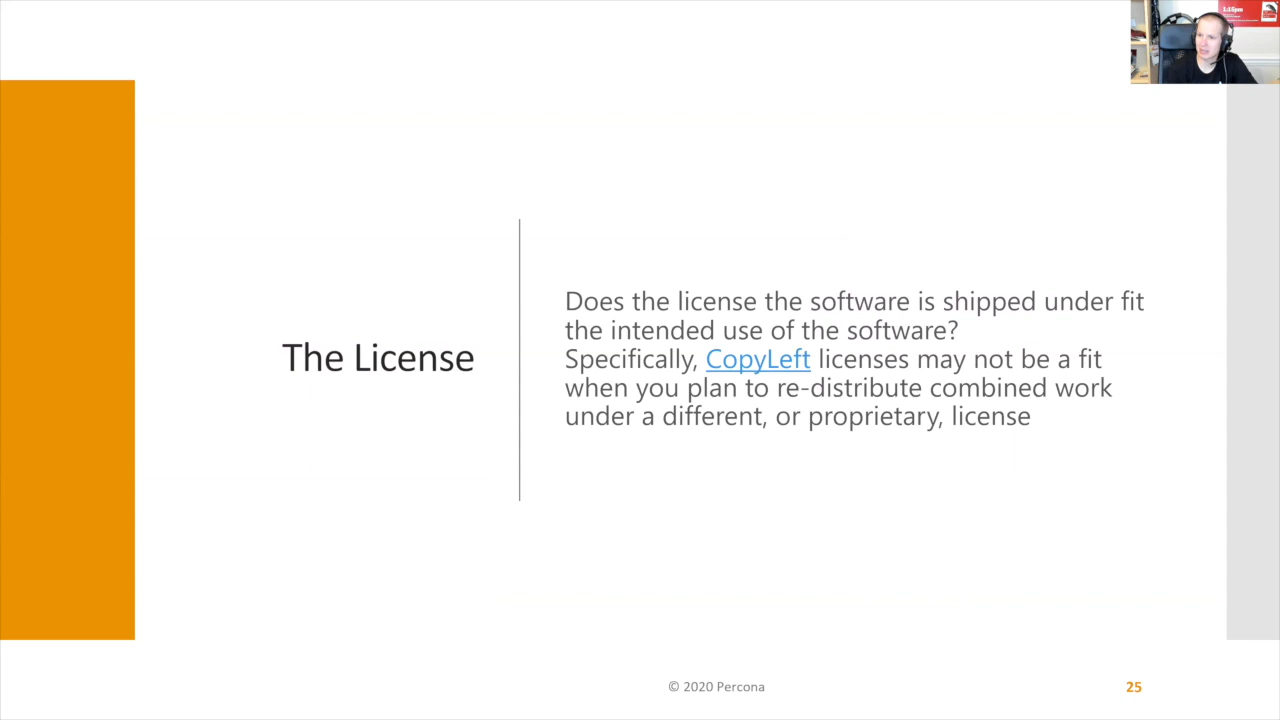 1:35pm
The License
Does the license the software is shipped under fit
the intended use of the software?
Specifically, CopyLeft licenses may not be a fit
when you plan to re-distribute combined work
under a different, or proprietary, license
© 2020 Percona
25